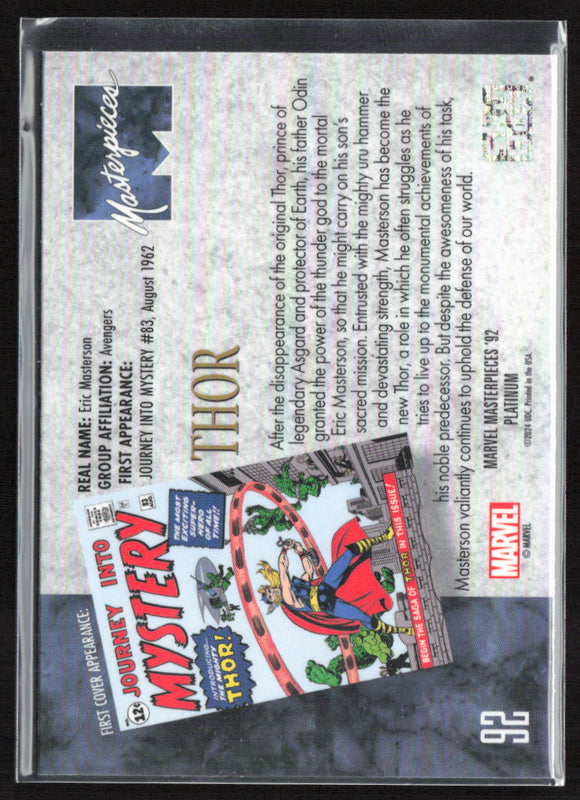 Masterpieces
REAL NAME: Eric Masterson
GROUP AFFILIATION: Avengers
FIRST APPEARANCE:
JOURNEY INTO MYSTERY #83, August 1962
THOR
After the disappearance of the original Thor, prince of
legendary Asgard and protector of Earth, his father Odin
granted the power of the thunder god to the mortal
Eric Masterson, so that he might carry on his son's
sacred mission. Entrusted with the mighty uru hammer
and devastating strength, Masterson has become the
new Thor, a role in which he often struggles as he
tries to live up to the monumental achievements of
his noble predecessor. But despite the awesomeness of his task,
Masterson valiantly continues to uphold the defense of our world.
FIRST COVER APPEARANCE:
12¢
83
AUG
JOURNEY INTO
MYSTERY
THE MOST
EXCITING
SUPER-
HERO
OF ALL
TIME!!
INTRODUCING-
THE MIGHTY
THOR!
BEGIN THE SAGA OF THOR IN THIS ISSUE!
MARVEL
© MARVEL
MARVEL MASTERPIECES '92
PLATINUM
©2024 UDC. Printed in the USA.
92